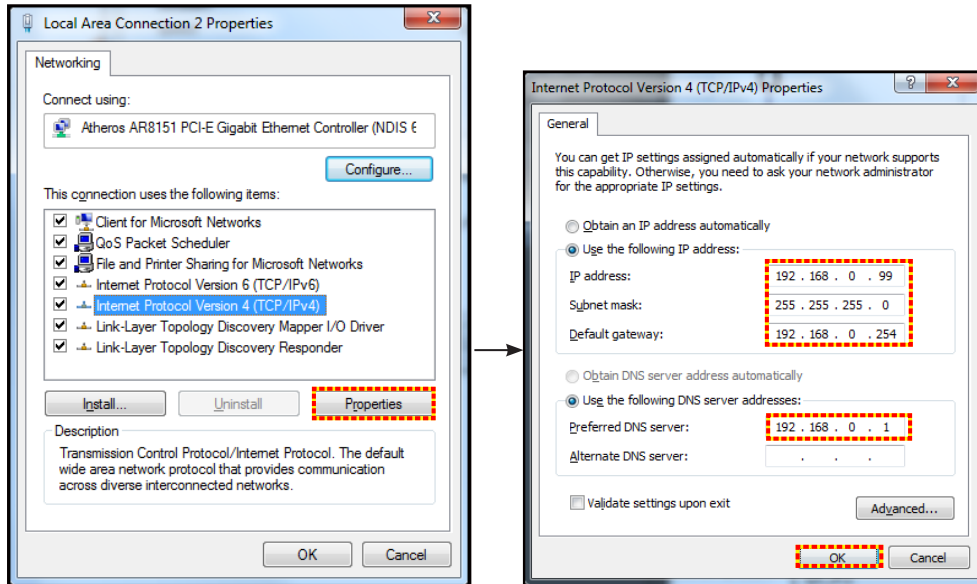 Local Area Connection 2 Properties
Networking
Connect using:
Atheros AR8151 PCI-E Gigabit Ethernet Controller (NDIS 6
Configure...
This connection uses the following items:
Client for Microsoft Networks
QoS Packet Scheduler
File and Printer Sharing for Microsoft Networks
Internet Protocol Version 6 (TCP/IPv6)
Internet Protocol Version 4 (TCP/IPv4)
Link-Layer Topology Discovery Mapper I/O Driver
Link-Layer Topology Discovery Responder
Install... Uninstall Properties
Description
Transmission Control Protocol/Internet Protocol. The default
wide area network protocol that provides communication
across diverse interconnected networks.
OK Cancel
Internet Protocol Version 4 (TCP/IPv4) Properties
General
You can get IP settings assigned automatically if your network supports
this capability. Otherwise, you need to ask your network administrator
for the appropriate IP settings.
Obtain an IP address automatically
Use the following IP address:
IP address: 192 . 168 . 0 . 99
Subnet mask: 255 . 255 . 255 . 0
Default gateway: 192 . 168 . 0 . 254
Obtain DNS server address automatically
Use the following DNS server addresses:
Preferred DNS server: 192 . 168 . 0 . 1
Alternate DNS server: . . .
Validate settings upon exit
Advanced...
OK Cancel